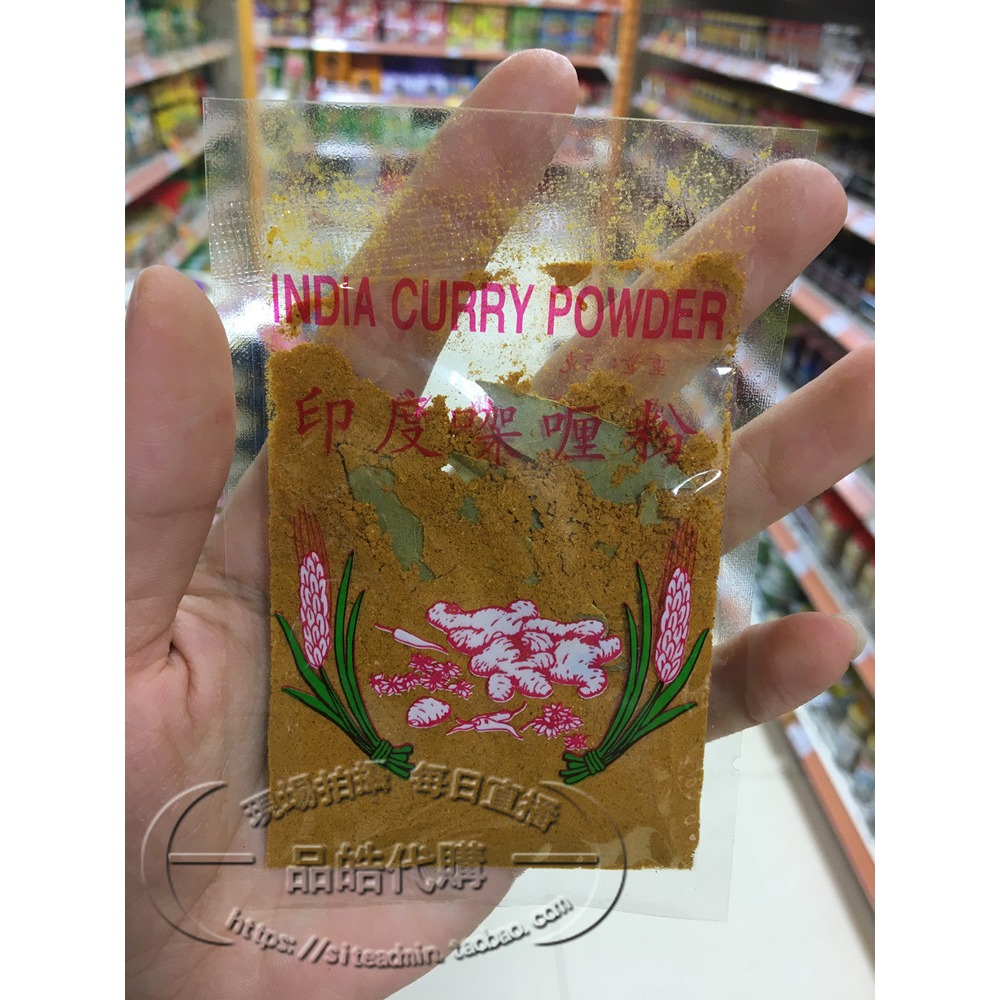 INDIA CURRY POWDER
印度㗎喱粉
現場拍攝 每日直播
品皓代購
https://siteadmin.taobao.com